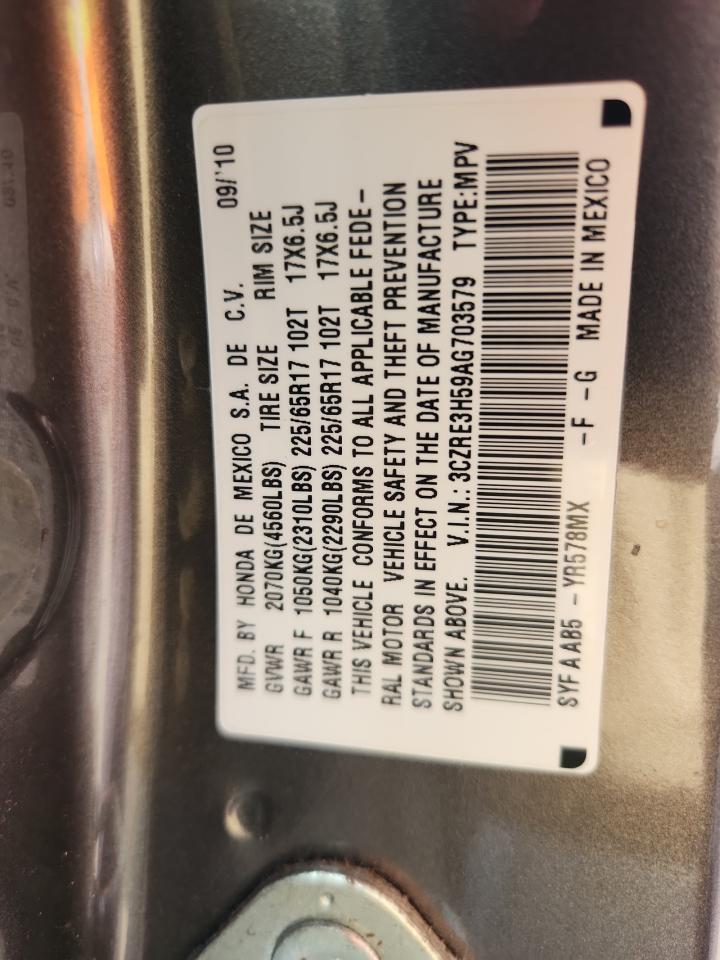 MFD. BY HONDA DE MEXICO S.A. DE C.V. 09/'10
GVWR 2070KG(4560LBS) TIRE SIZE RIM SIZE
GAWR F 1050KG(2310LBS) 225/65R17 102T 17X6.5J
GAWR R 1040KG(2290LBS) 225/65R17 102T 17X6.5J
THIS VEHICLE CONFORMS TO ALL APPLICABLE FEDE-
RAL MOTOR VEHICLE SAFETY AND THEFT PREVENTION
STANDARDS IN EFFECT ON THE DATE OF MANUFACTURE
SHOWN ABOVE. V.I.N.: 3CZRE3H59AG703579 TYPE:MPV
SYFAAB5 -YR578MX -F -G MADE IN MEXICO